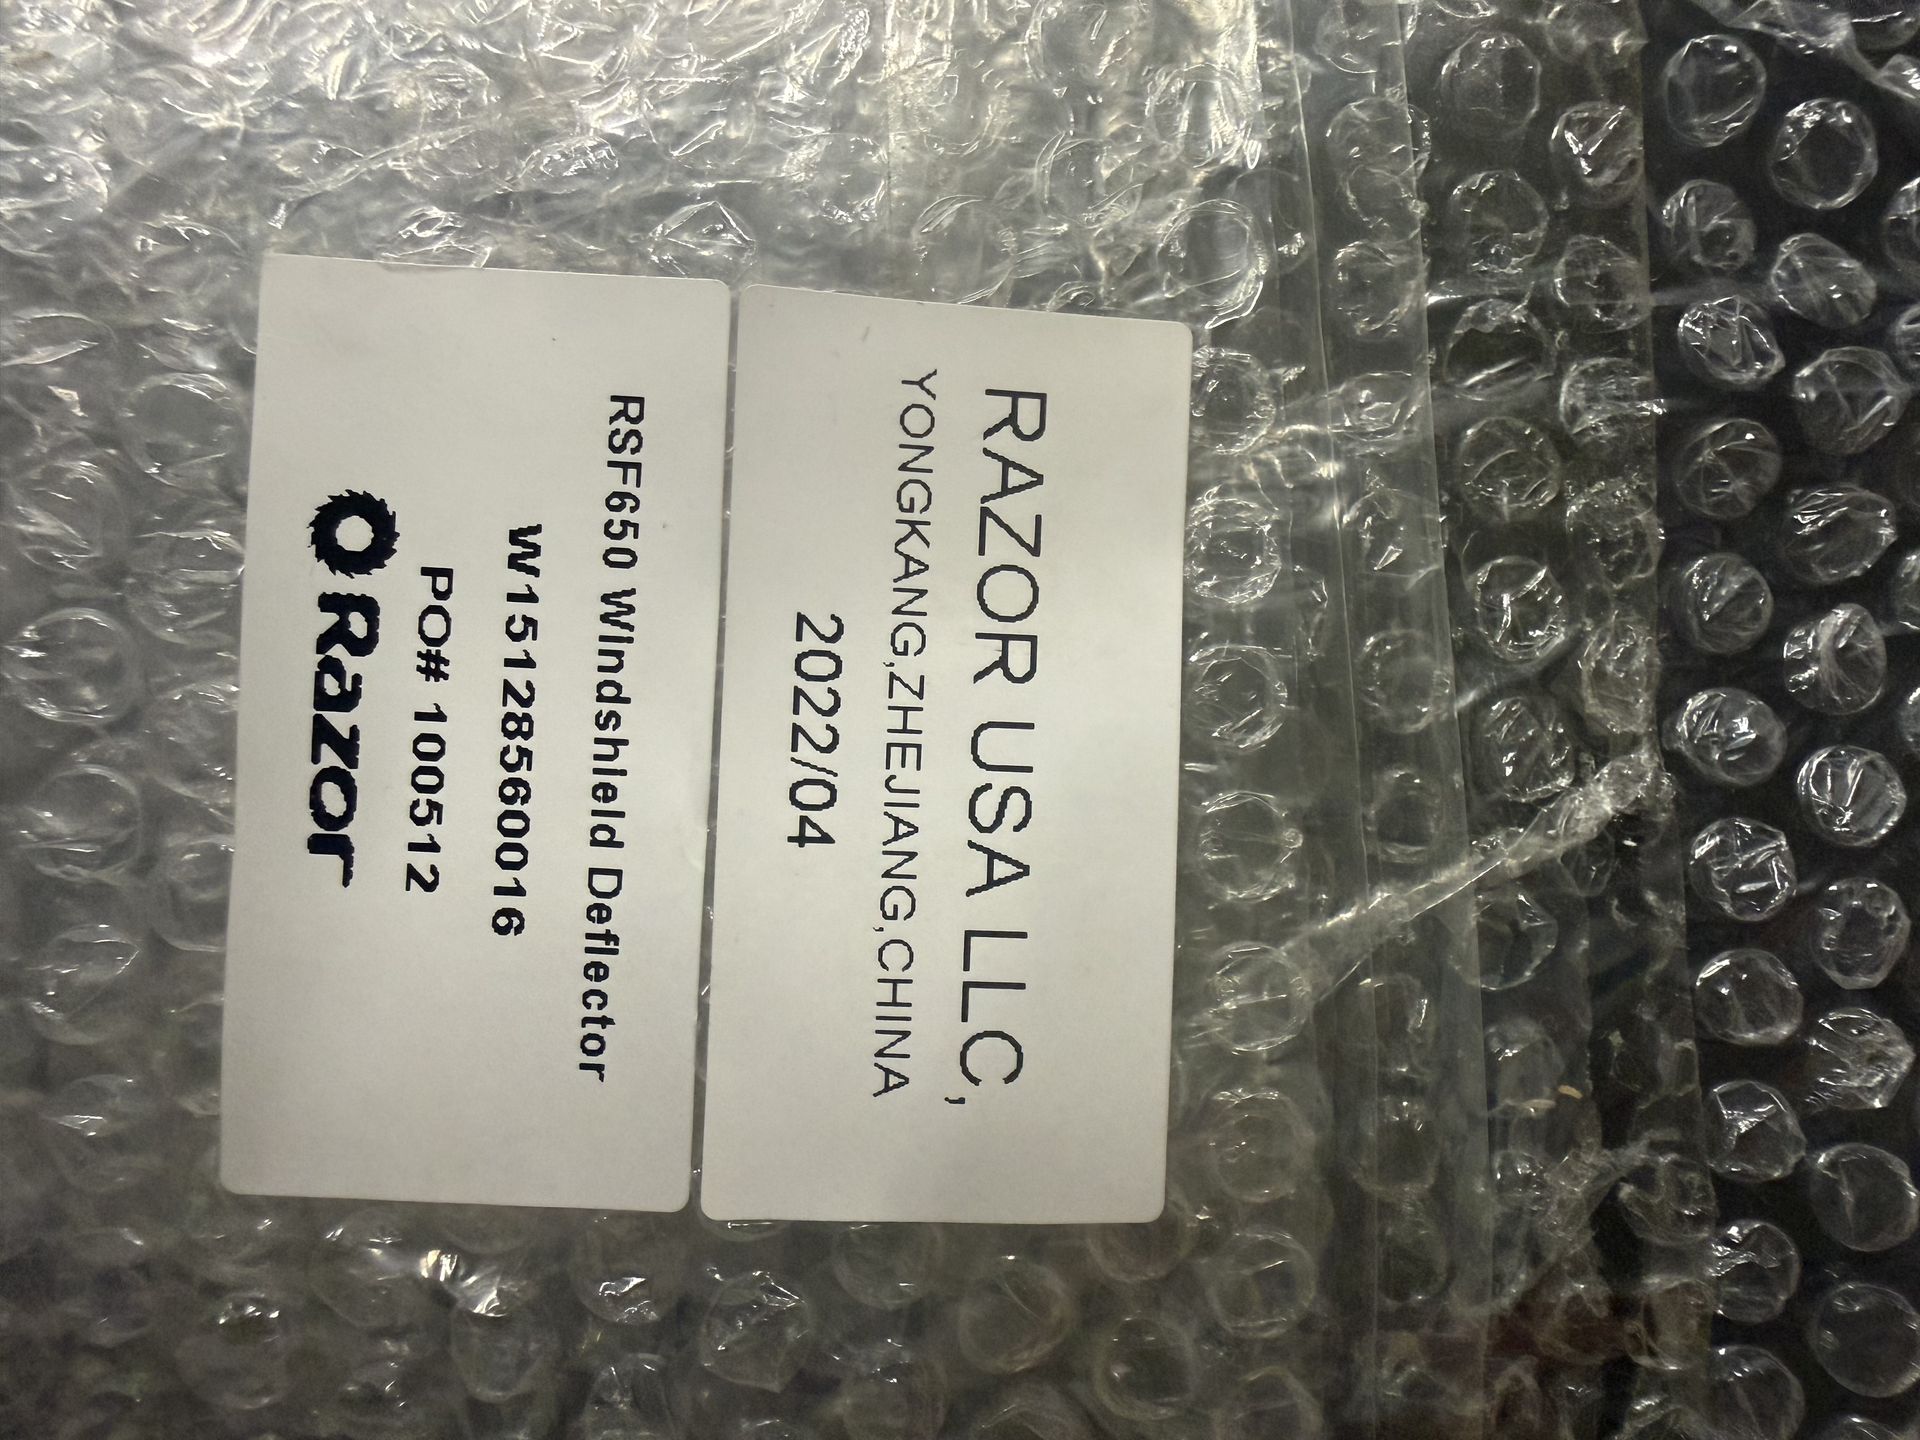 RAZOR USA LLC,
YONGKANG,ZHEJIANG,CHINA
2022/04
RSF650 Windshield Deflector
W15128560016
PO# 100512
Razor